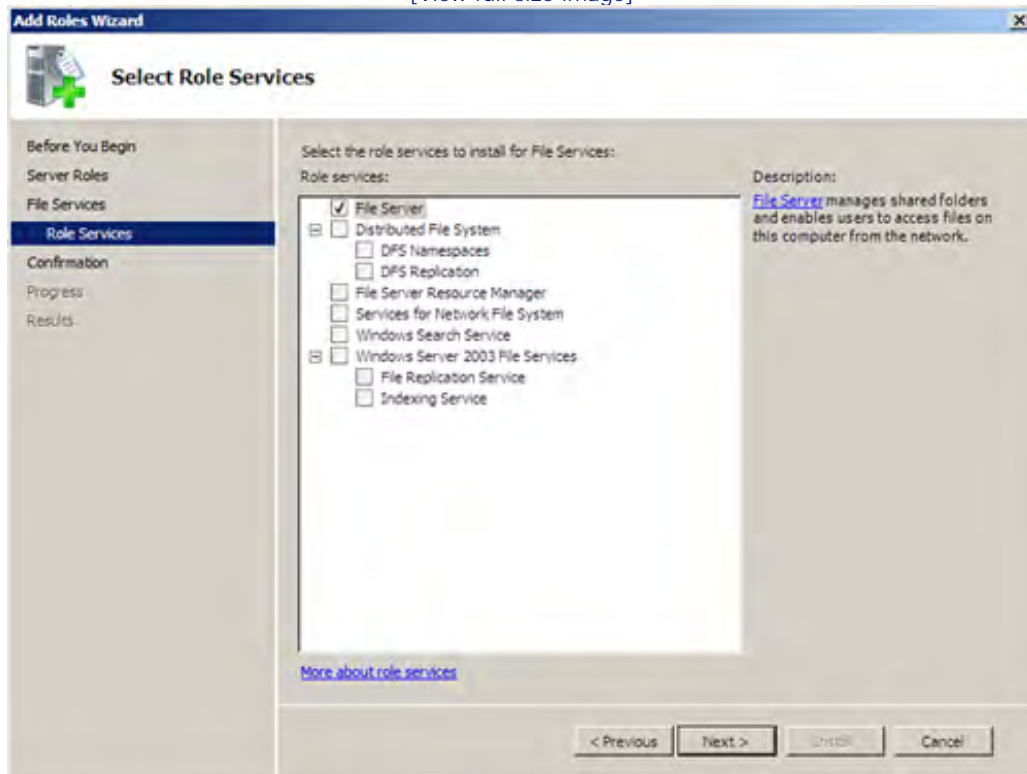 [View full size image]
Add Roles Wizard
Select Role Services
Before You Begin
Server Roles
File Services
Role Services
Confirmation
Progress
Results
Select the role services to install for File Services:
Role services:
File Server
Distributed File System
DFS Namespaces
DFS Replication
File Server Resource Manager
Services for Network File System
Windows Search Service
Windows Server 2003 File Services
File Replication Service
Indexing Service
More about role services
Description:
File Server manages shared folders
and enables users to access files on
this computer from the network.
< Previous
Next >
Install
Cancel